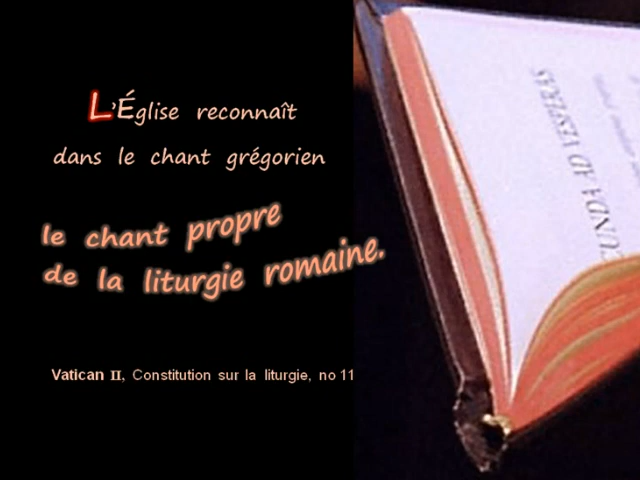 L'Église reconnaît
dans le chant grégorien
le chant propre
de la liturgie romaine.
Vatican II, Constitution sur la liturgie, no 11
UNDA AD VESPERAS